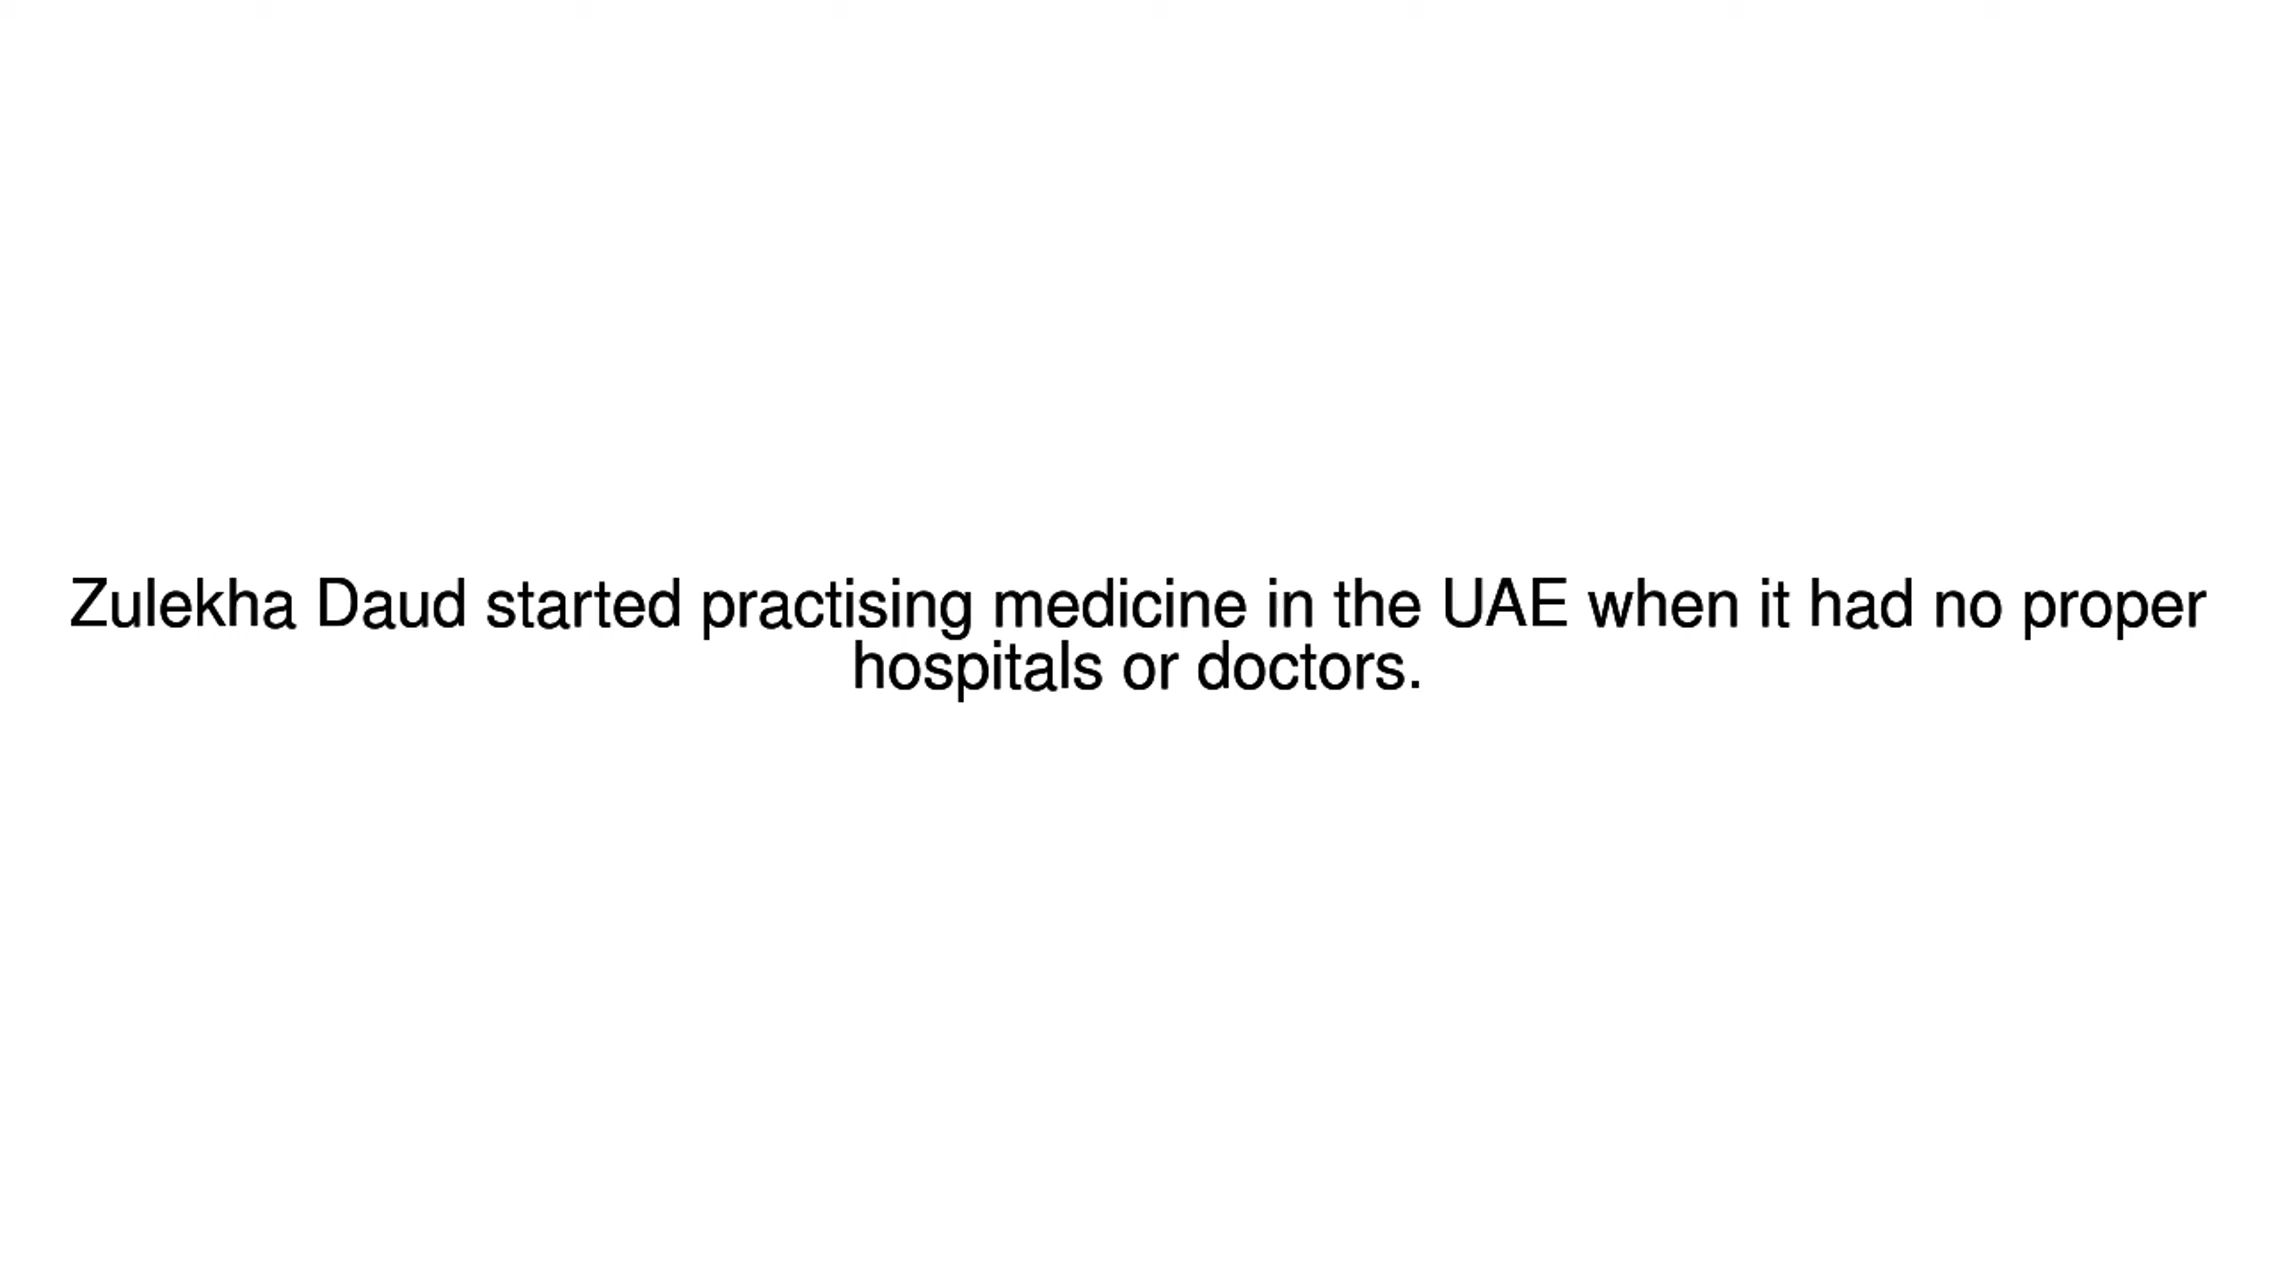 Zulekha Daud started practising medicine in the UAE when it had no proper
hospitals or doctors.